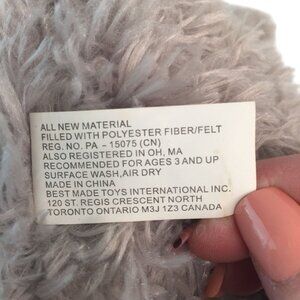 ALL NEW MATERIAL
FILLED WITH POLYESTER FIBER/FELT
REG. NO. PA - 15075 (CN)
ALSO REGISTERED IN OH, MA
RECOMMENDED FOR AGES 3 AND UP
SURFACE WASH,AIR DRY
MADE IN CHINA
BEST MADE TOYS INTERNATIONAL INC.
120 ST. REGIS CRESCENT NORTH
TORONTO ONTARIO M3J 1Z3 CANADA